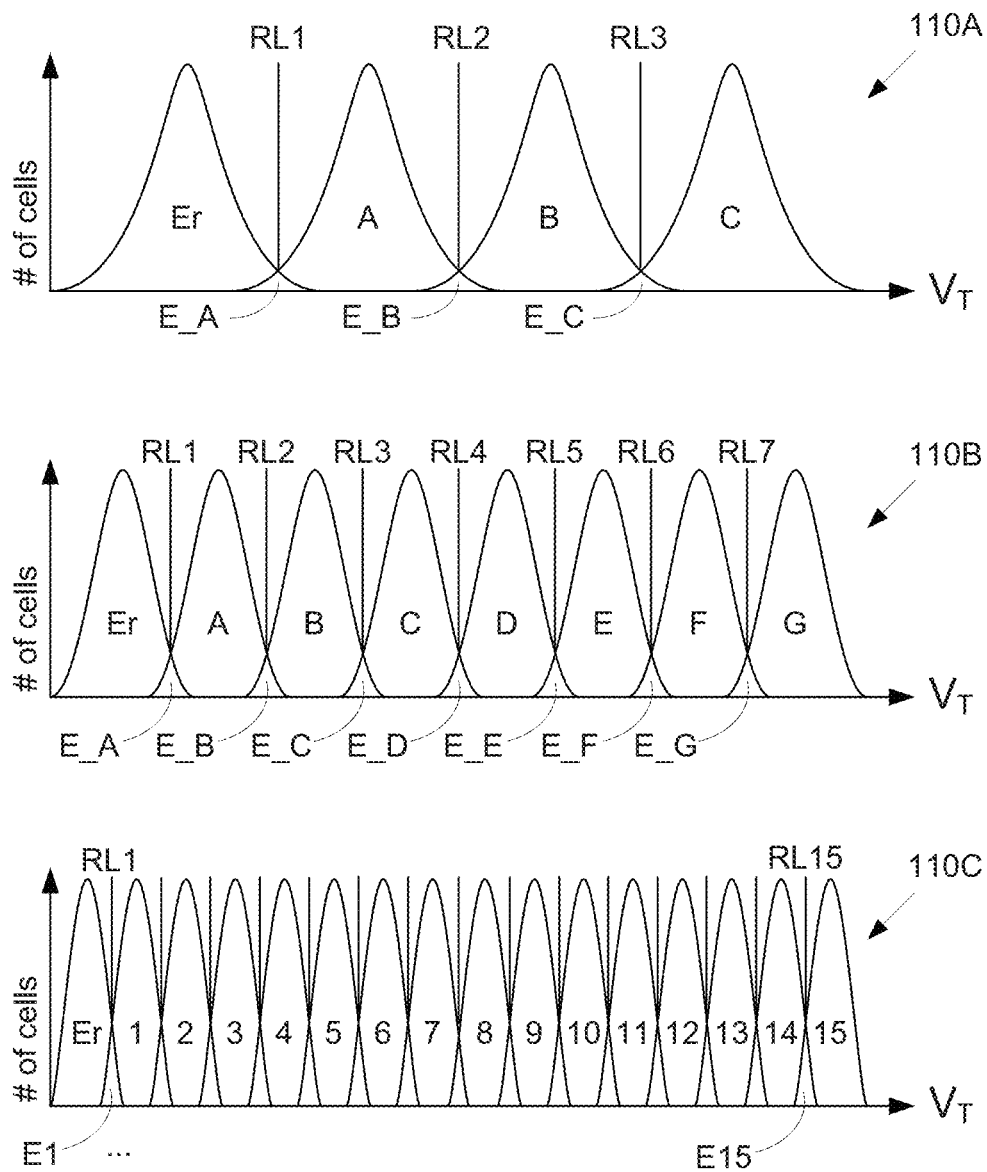 RL1 RL2 RL3 110A
# of cells
Er A B C
V_T
E_A E_B E_C
RL1 RL2 RL3 RL4 RL5 RL6 RL7 110B
# of cells
Er A B C D E F G
V_T
E_A E_B E_C E_D E_E E_F E_G
RL1 RL15 110C
# of cells
Er 1 2 3 4 5 6 7 8 9 10 11 12 13 14 15
V_T
E1 ... E15